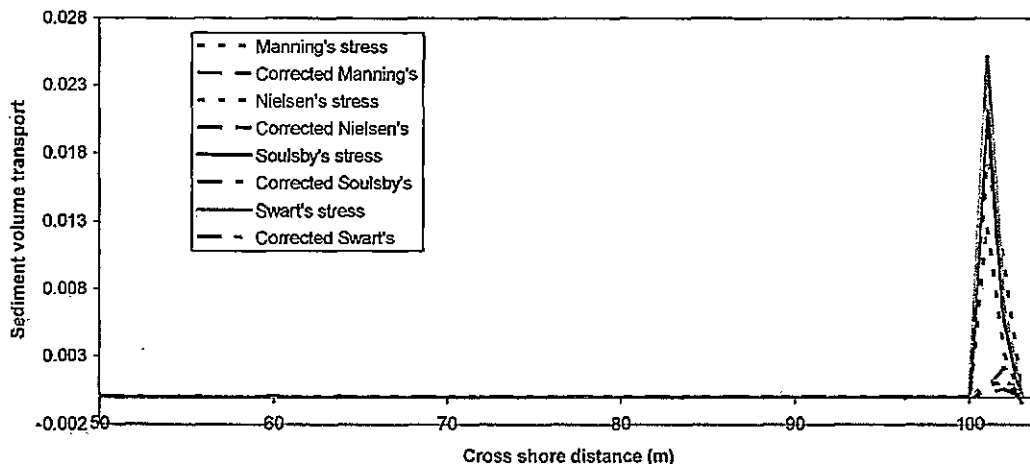 0.028
Manning's stress
0.023
Corrected Manning's
Nielsen's stress
Corrected Nielsen's
0.018
Soulsby's stress
Corrected Soulsby's
0.013
Swart's stress
Corrected Swart's
0.008
0.003
-0.002
50 60 70 80 90 100
Sediment volume transport
Cross shore distance (m)